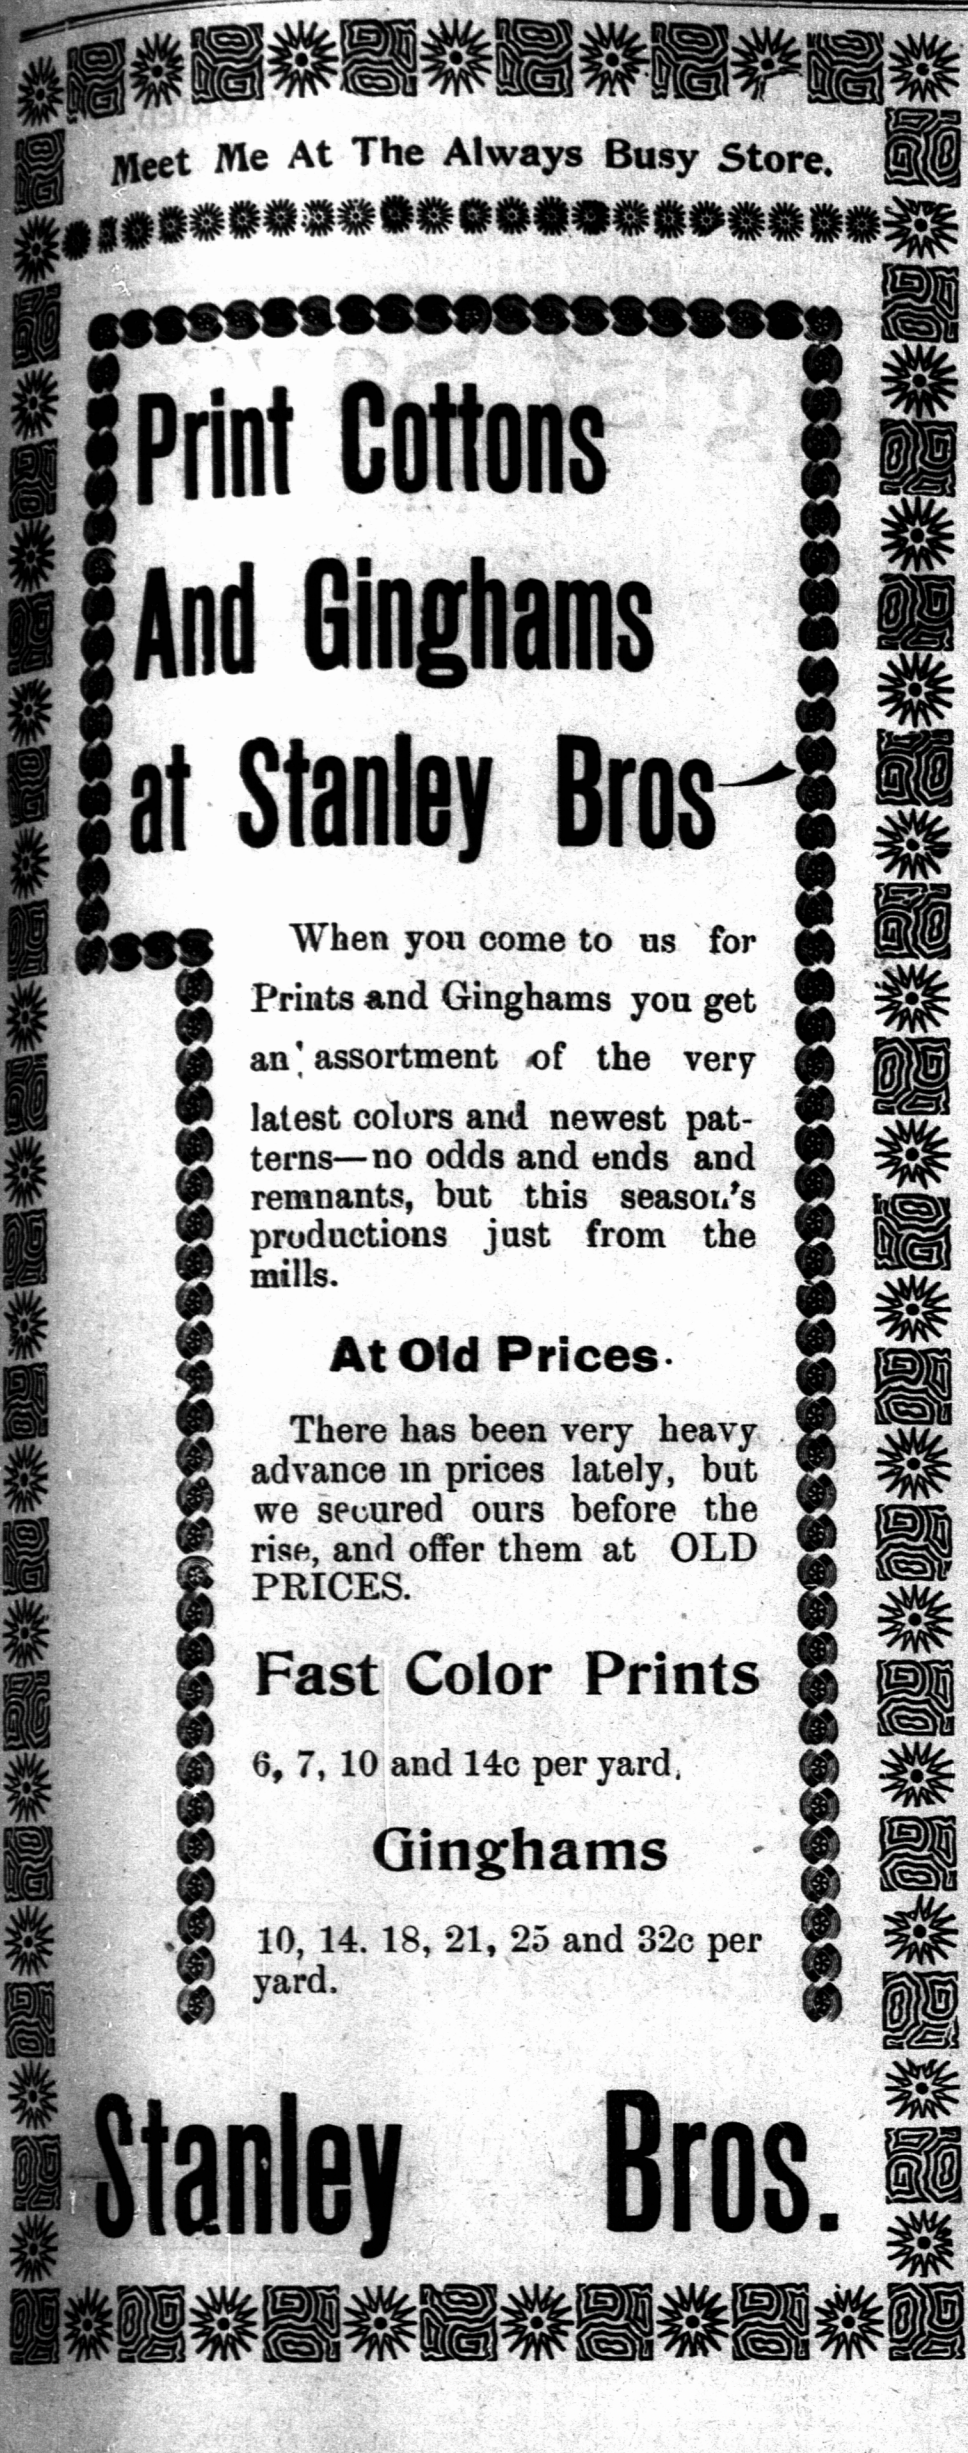 Meet Me At The Always Busy Store.
Print Cottons
And Ginghams
at Stanley Bros
When you come to us for
Prints and Ginghams you get
an assortment of the very
latest colors and newest pat-
terns—no odds and ends and
remnants, but this season's
productions just from the
mills.
At Old Prices.
There has been very heavy
advance in prices lately, but
we secured ours before the
rise, and offer them at OLD
PRICES.
Fast Color Prints
6, 7, 10 and 14c per yard.
Ginghams
10, 14. 18, 21, 25 and 32c per
yard.
Stanley Bros.